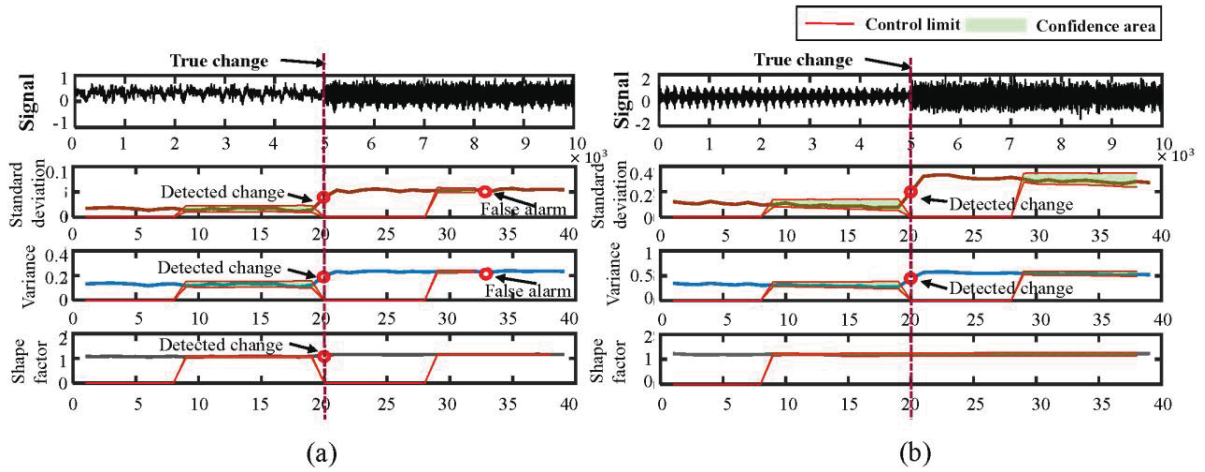 Control limit Confidence area
True change
Signal
1
0
-1
0 1 2 3 4 5 6 7 8 9 10
× 10³
Standard deviation
0.1
0
Detected change
False alarm
0 5 10 15 20 25 30 35 40
Variance
0.4
0.2
0
Detected change
False alarm
0 5 10 15 20 25 30 35 40
Shape factor
2
1
0
Detected change
0 5 10 15 20 25 30 35 40
(a)
True change
Signal
2
0
-2
0 1 2 3 4 5 6 7 8 9 10
× 10³
Standard deviation
0.4
0.2
0
Detected change
0 5 10 15 20 25 30 35 40
Variance
1
0.5
0
Detected change
0 5 10 15 20 25 30 35 40
Shape factor
2
1
0
0 5 10 15 20 25 30 35 40
(b)